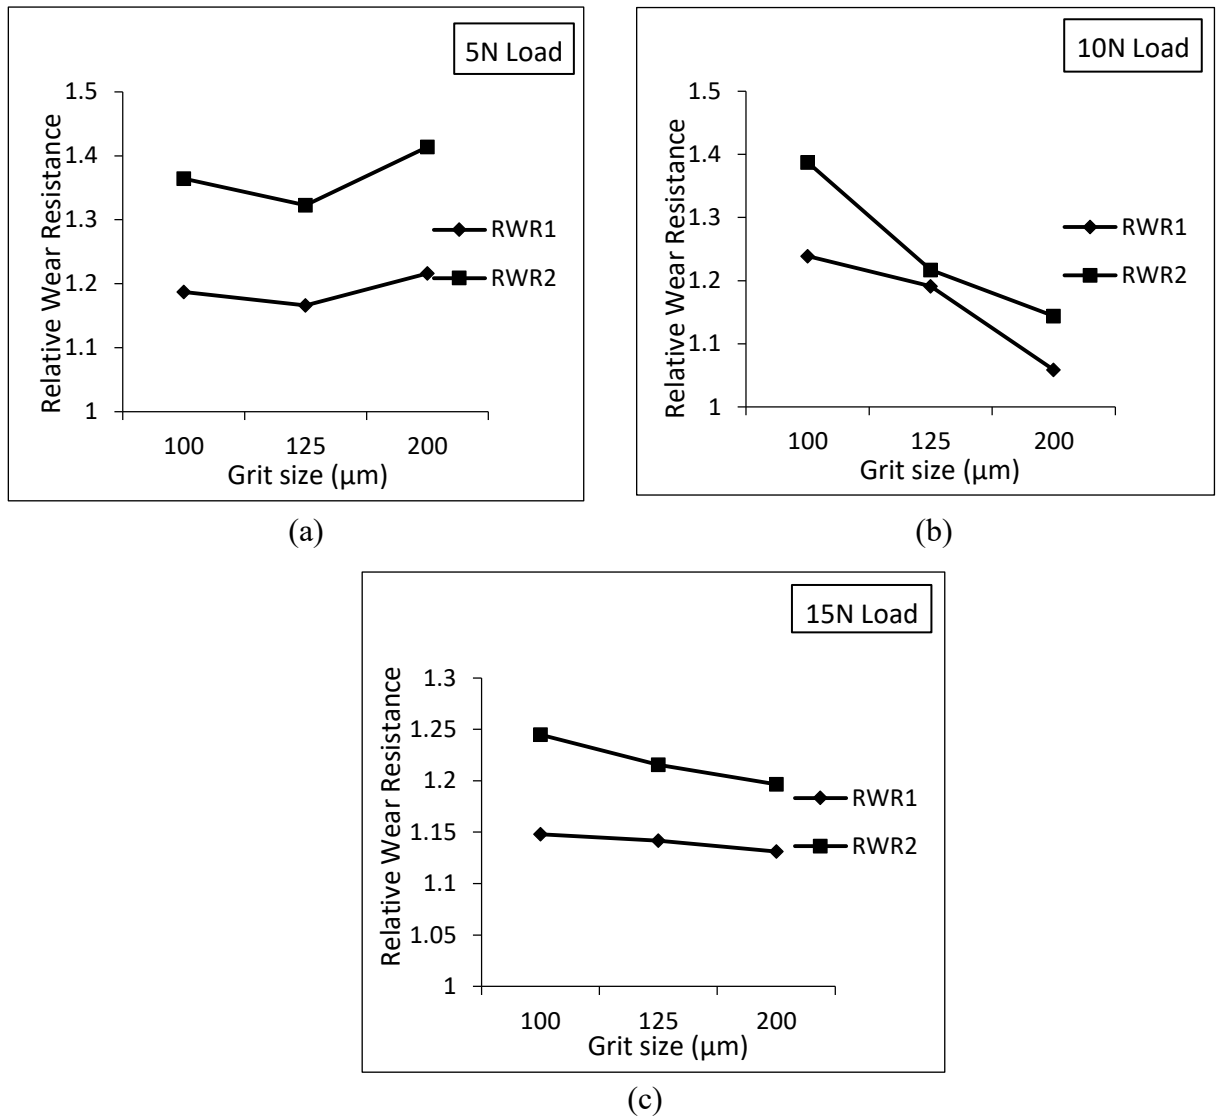 5N Load
1.5
1.4
1.3
1.2
1.1
1
Relative Wear Resistance
RWR1
RWR2
100 125 200
Grit size (µm)
(a)
10N Load
1.5
1.4
1.3
1.2
1.1
1
Relative Wear Resistance
RWR1
RWR2
100 125 200
Grit size (µm)
(b)
15N Load
1.3
1.25
1.2
1.15
1.1
1.05
1
Relative Wear Resistance
RWR1
RWR2
100 125 200
Grit size (µm)
(c)